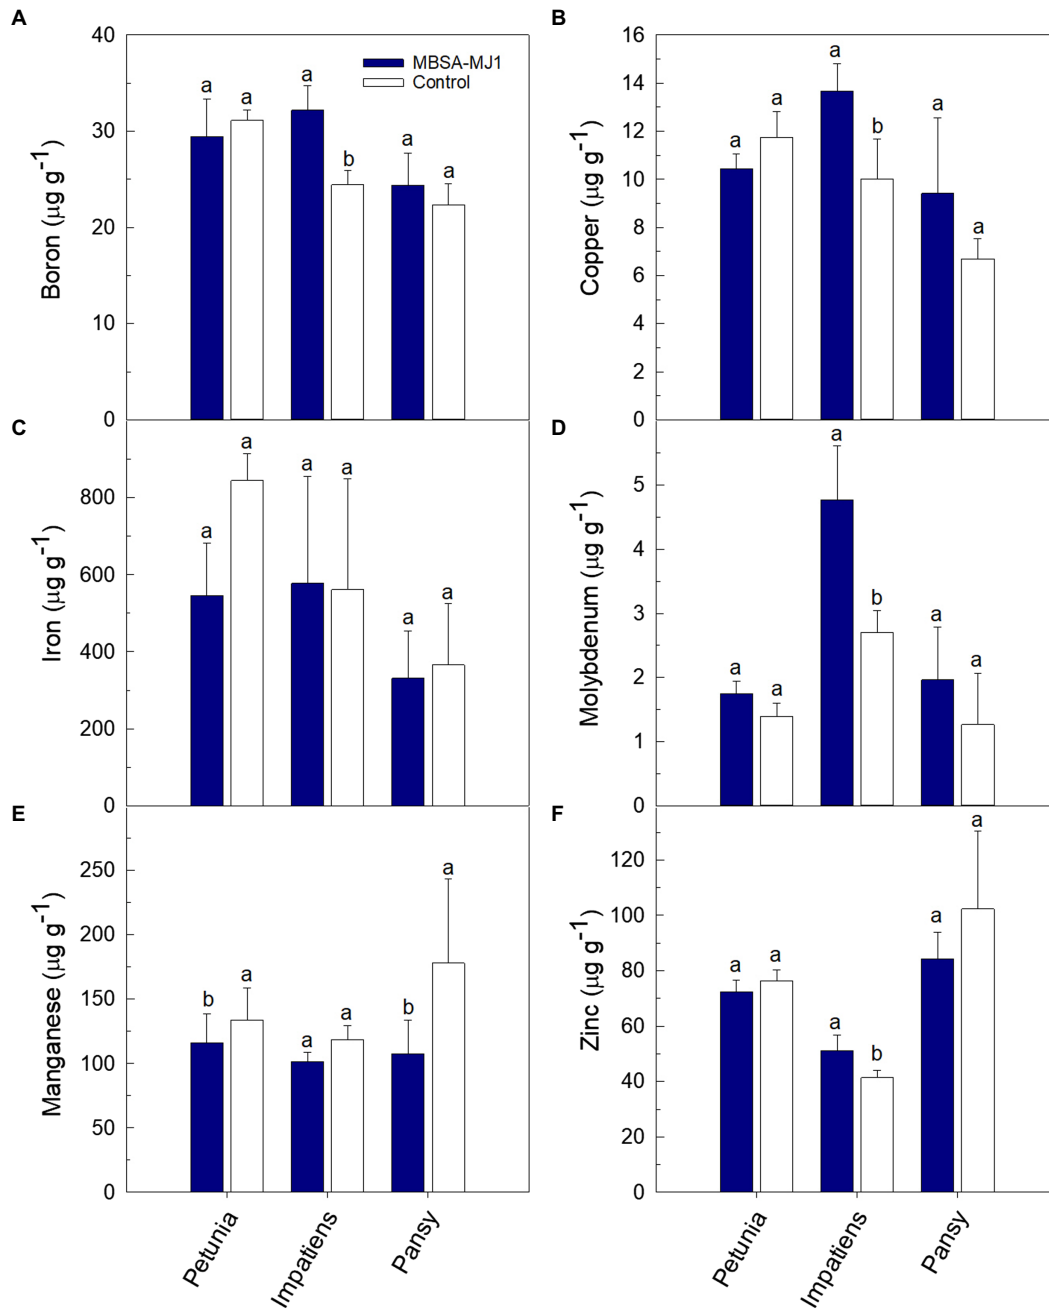 A
40
30
20
10
0
Boron (µg g-1)
MBSA-MJ1
Control
a
a
a
b
a
a
B
16
14
12
10
8
6
4
2
0
Copper (µg g-1)
a
a
a
b
a
a
C
800
600
400
200
0
Iron (µg g-1)
a
a
a
a
a
a
D
5
4
3
2
1
0
Molybdenum (µg g-1)
a
a
a
b
a
a
E
250
200
150
100
50
0
Manganese (µg g-1)
b
a
a
a
b
a
Petunia
Impatiens
Pansy
F
120
100
80
60
40
20
0
Zinc (µg g-1)
a
a
a
b
a
a
Petunia
Impatiens
Pansy